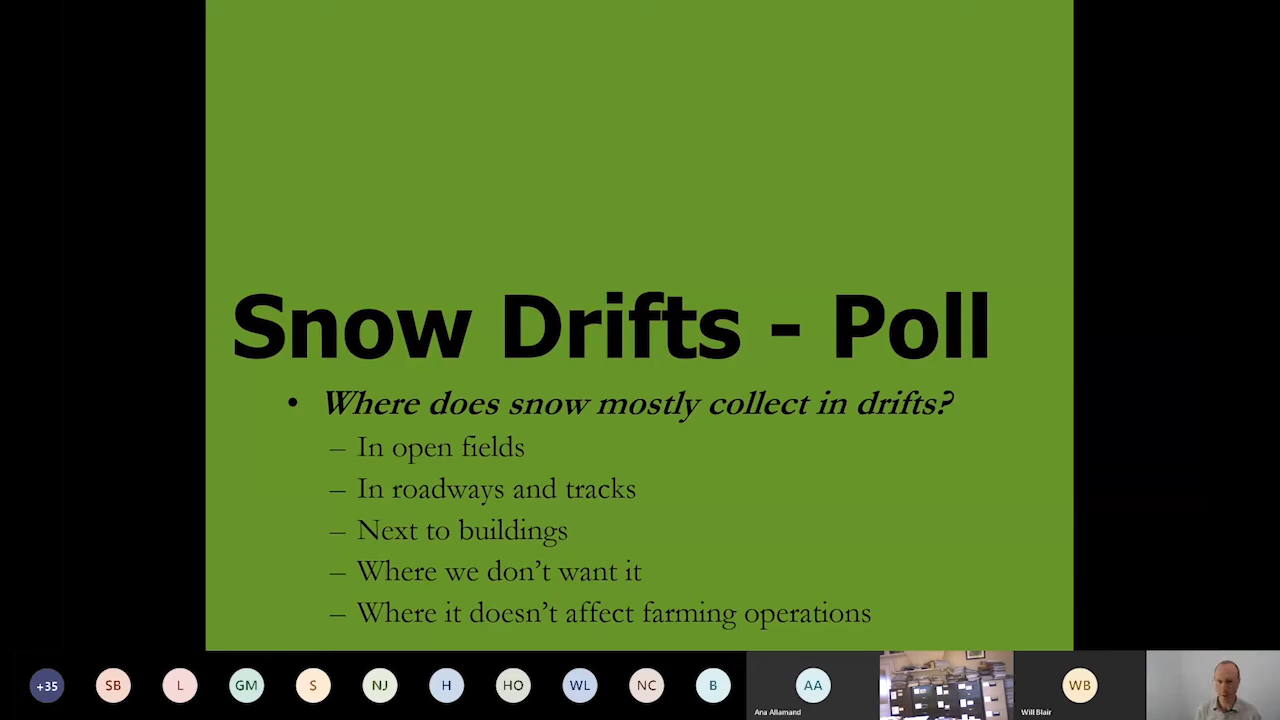 Snow Drifts - Poll
• Where does snow mostly collect in drifts?
– In open fields
– In roadways and tracks
– Next to buildings
– Where we don't want it
– Where it doesn't affect farming operations
+35
SB
L
GM
S
NJ
H
HO
WL
NC
B
AA
Ana Allamand
WB
Will Blair